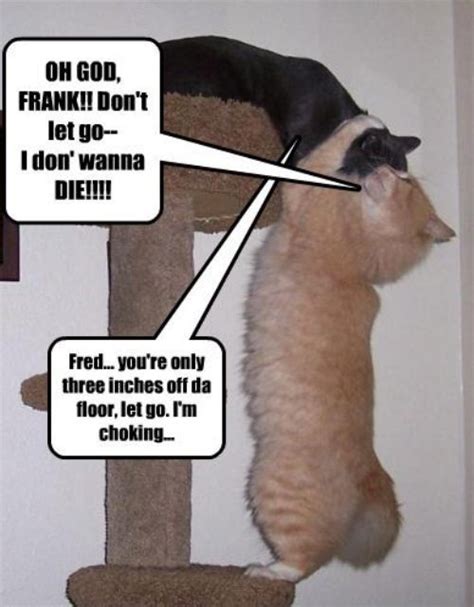 OH GOD,
FRANK!! Don't
let go--
I don' wanna
DIE!!!!
Fred... you're only
three inches off da
floor, let go. I'm
choking...